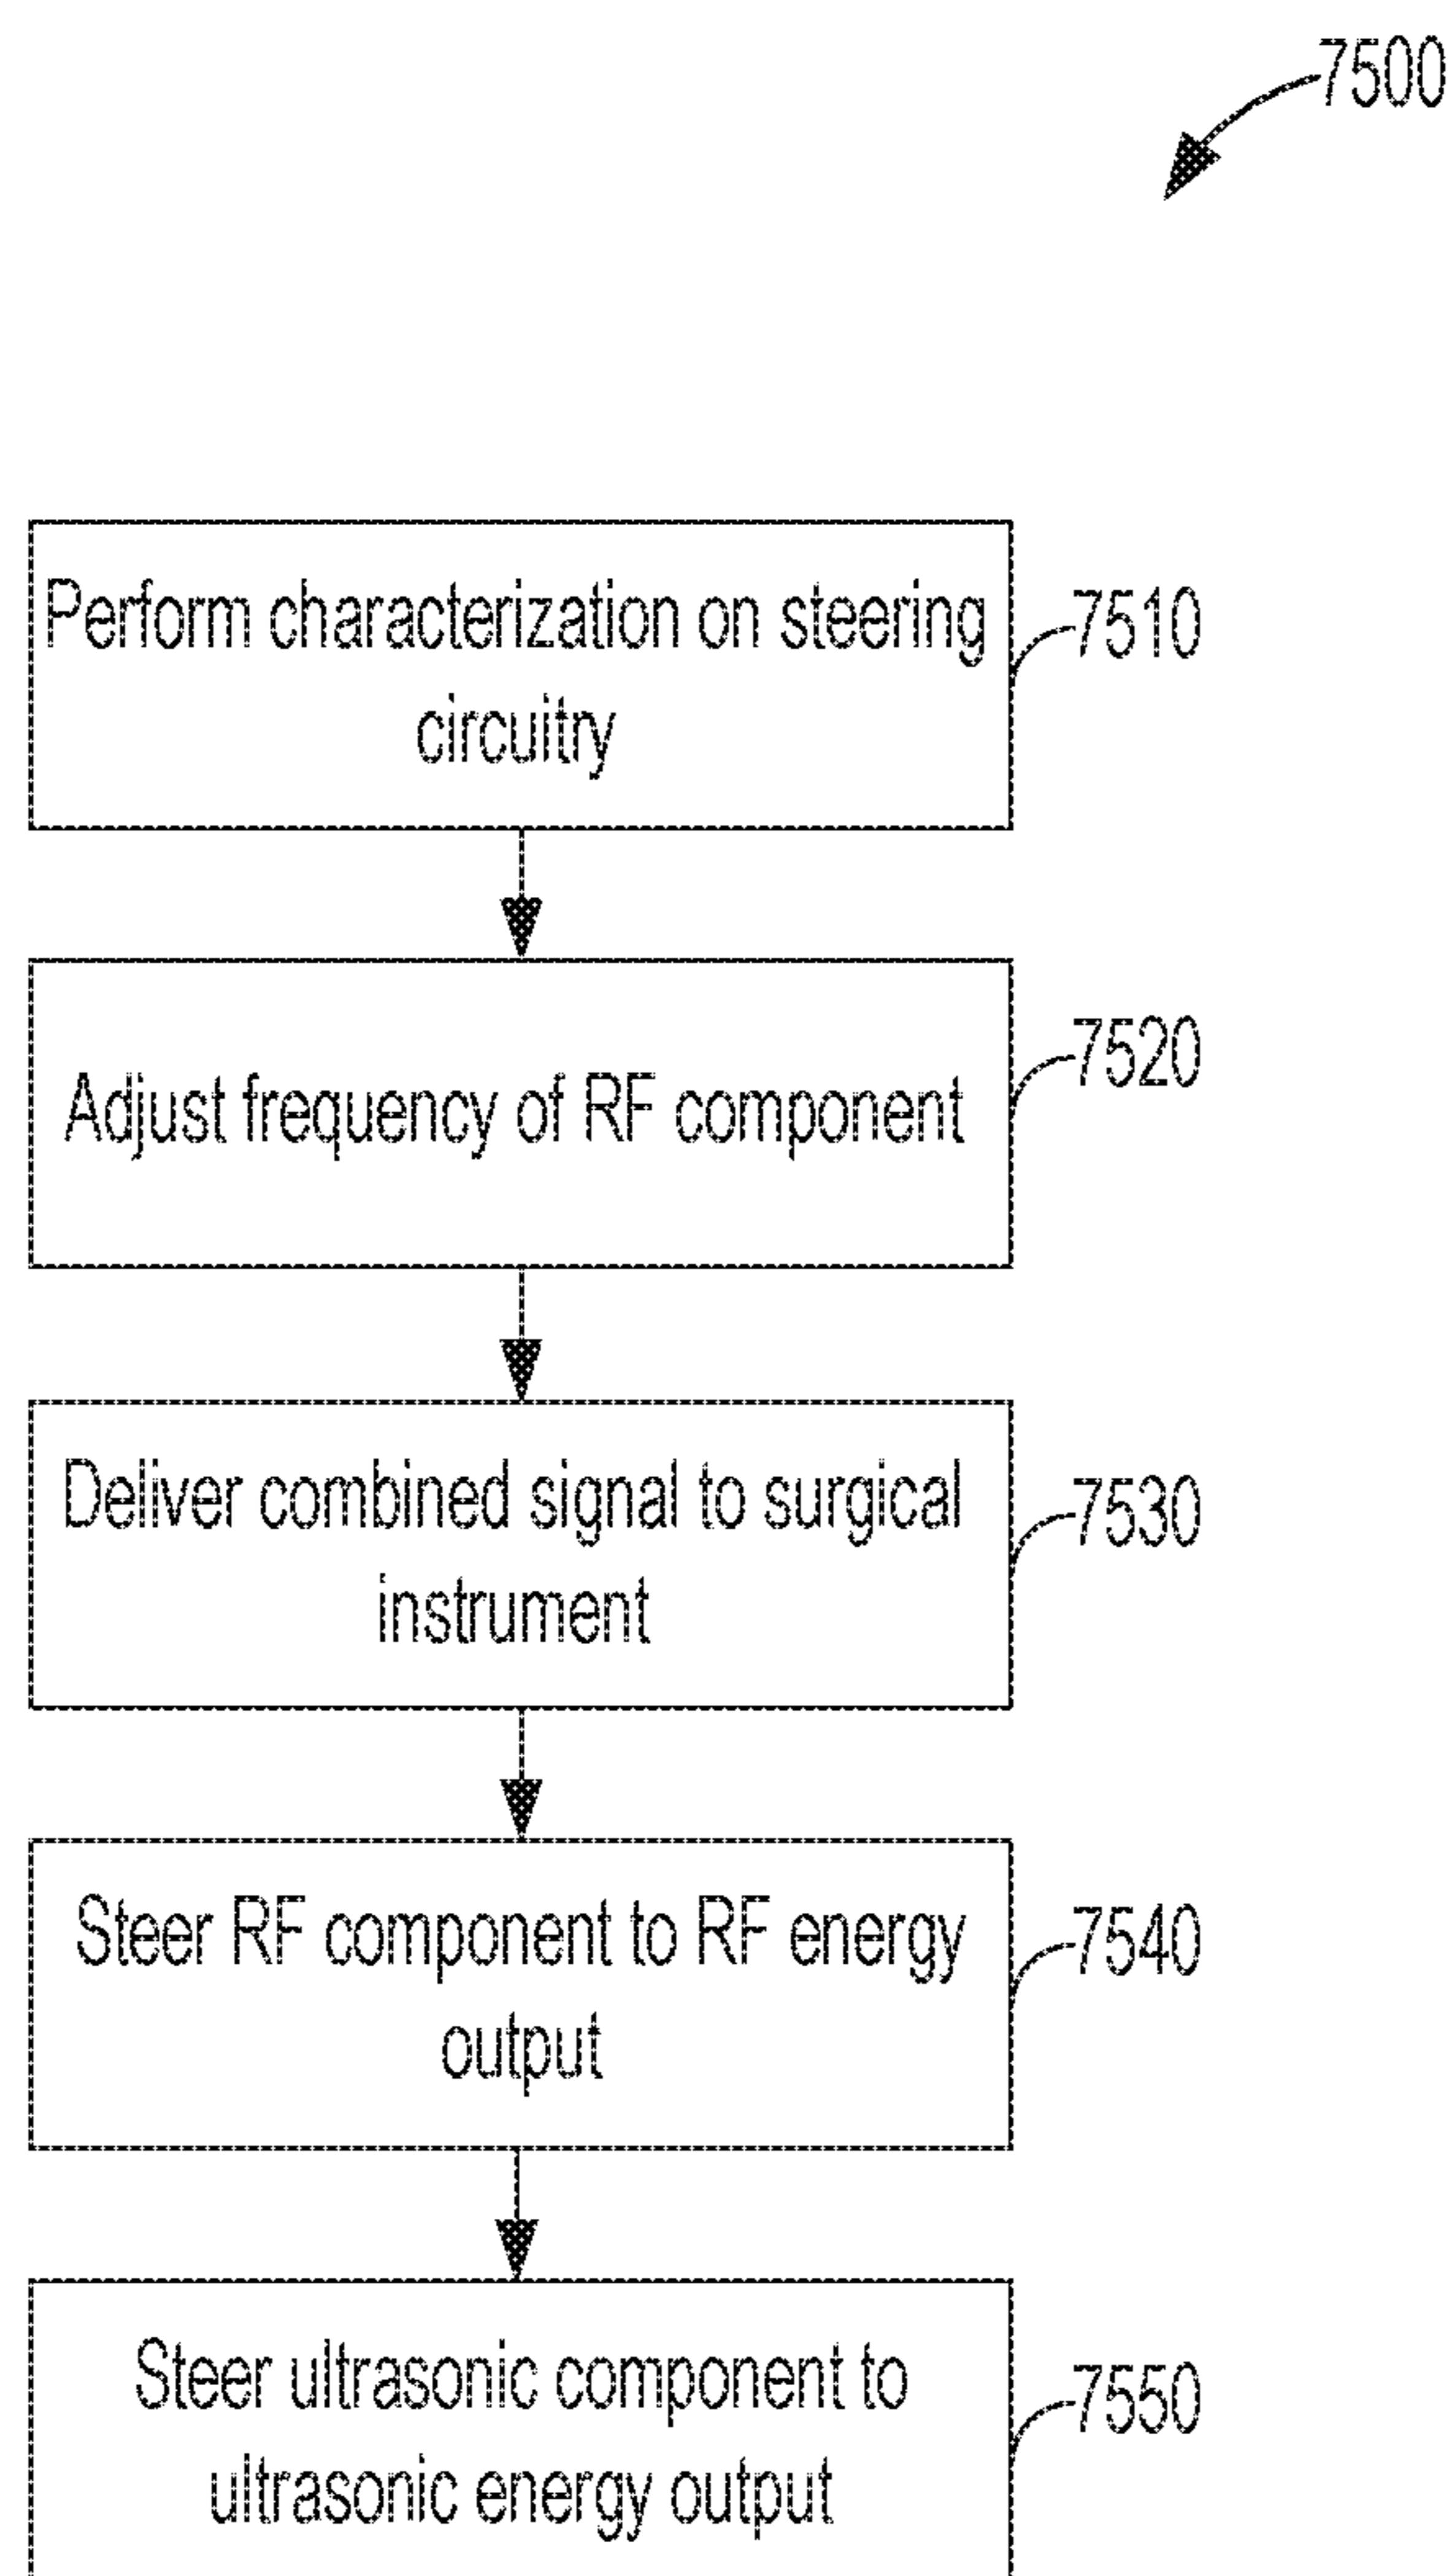 7500
Perform characterization on steering
circuitry
7510
Adjust frequency of RF component
7520
Deliver combined signal to surgical
instrument
7530
Steer RF component to RF energy
output
7540
Steer ultrasonic component to
ultrasonic energy output
7550